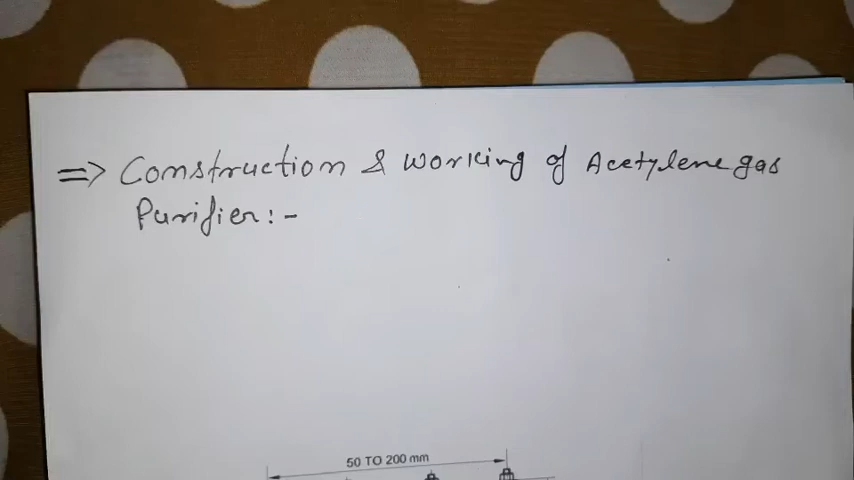 => Construction & working of Acetylene gas
Purifier:-
50 TO 200 mm